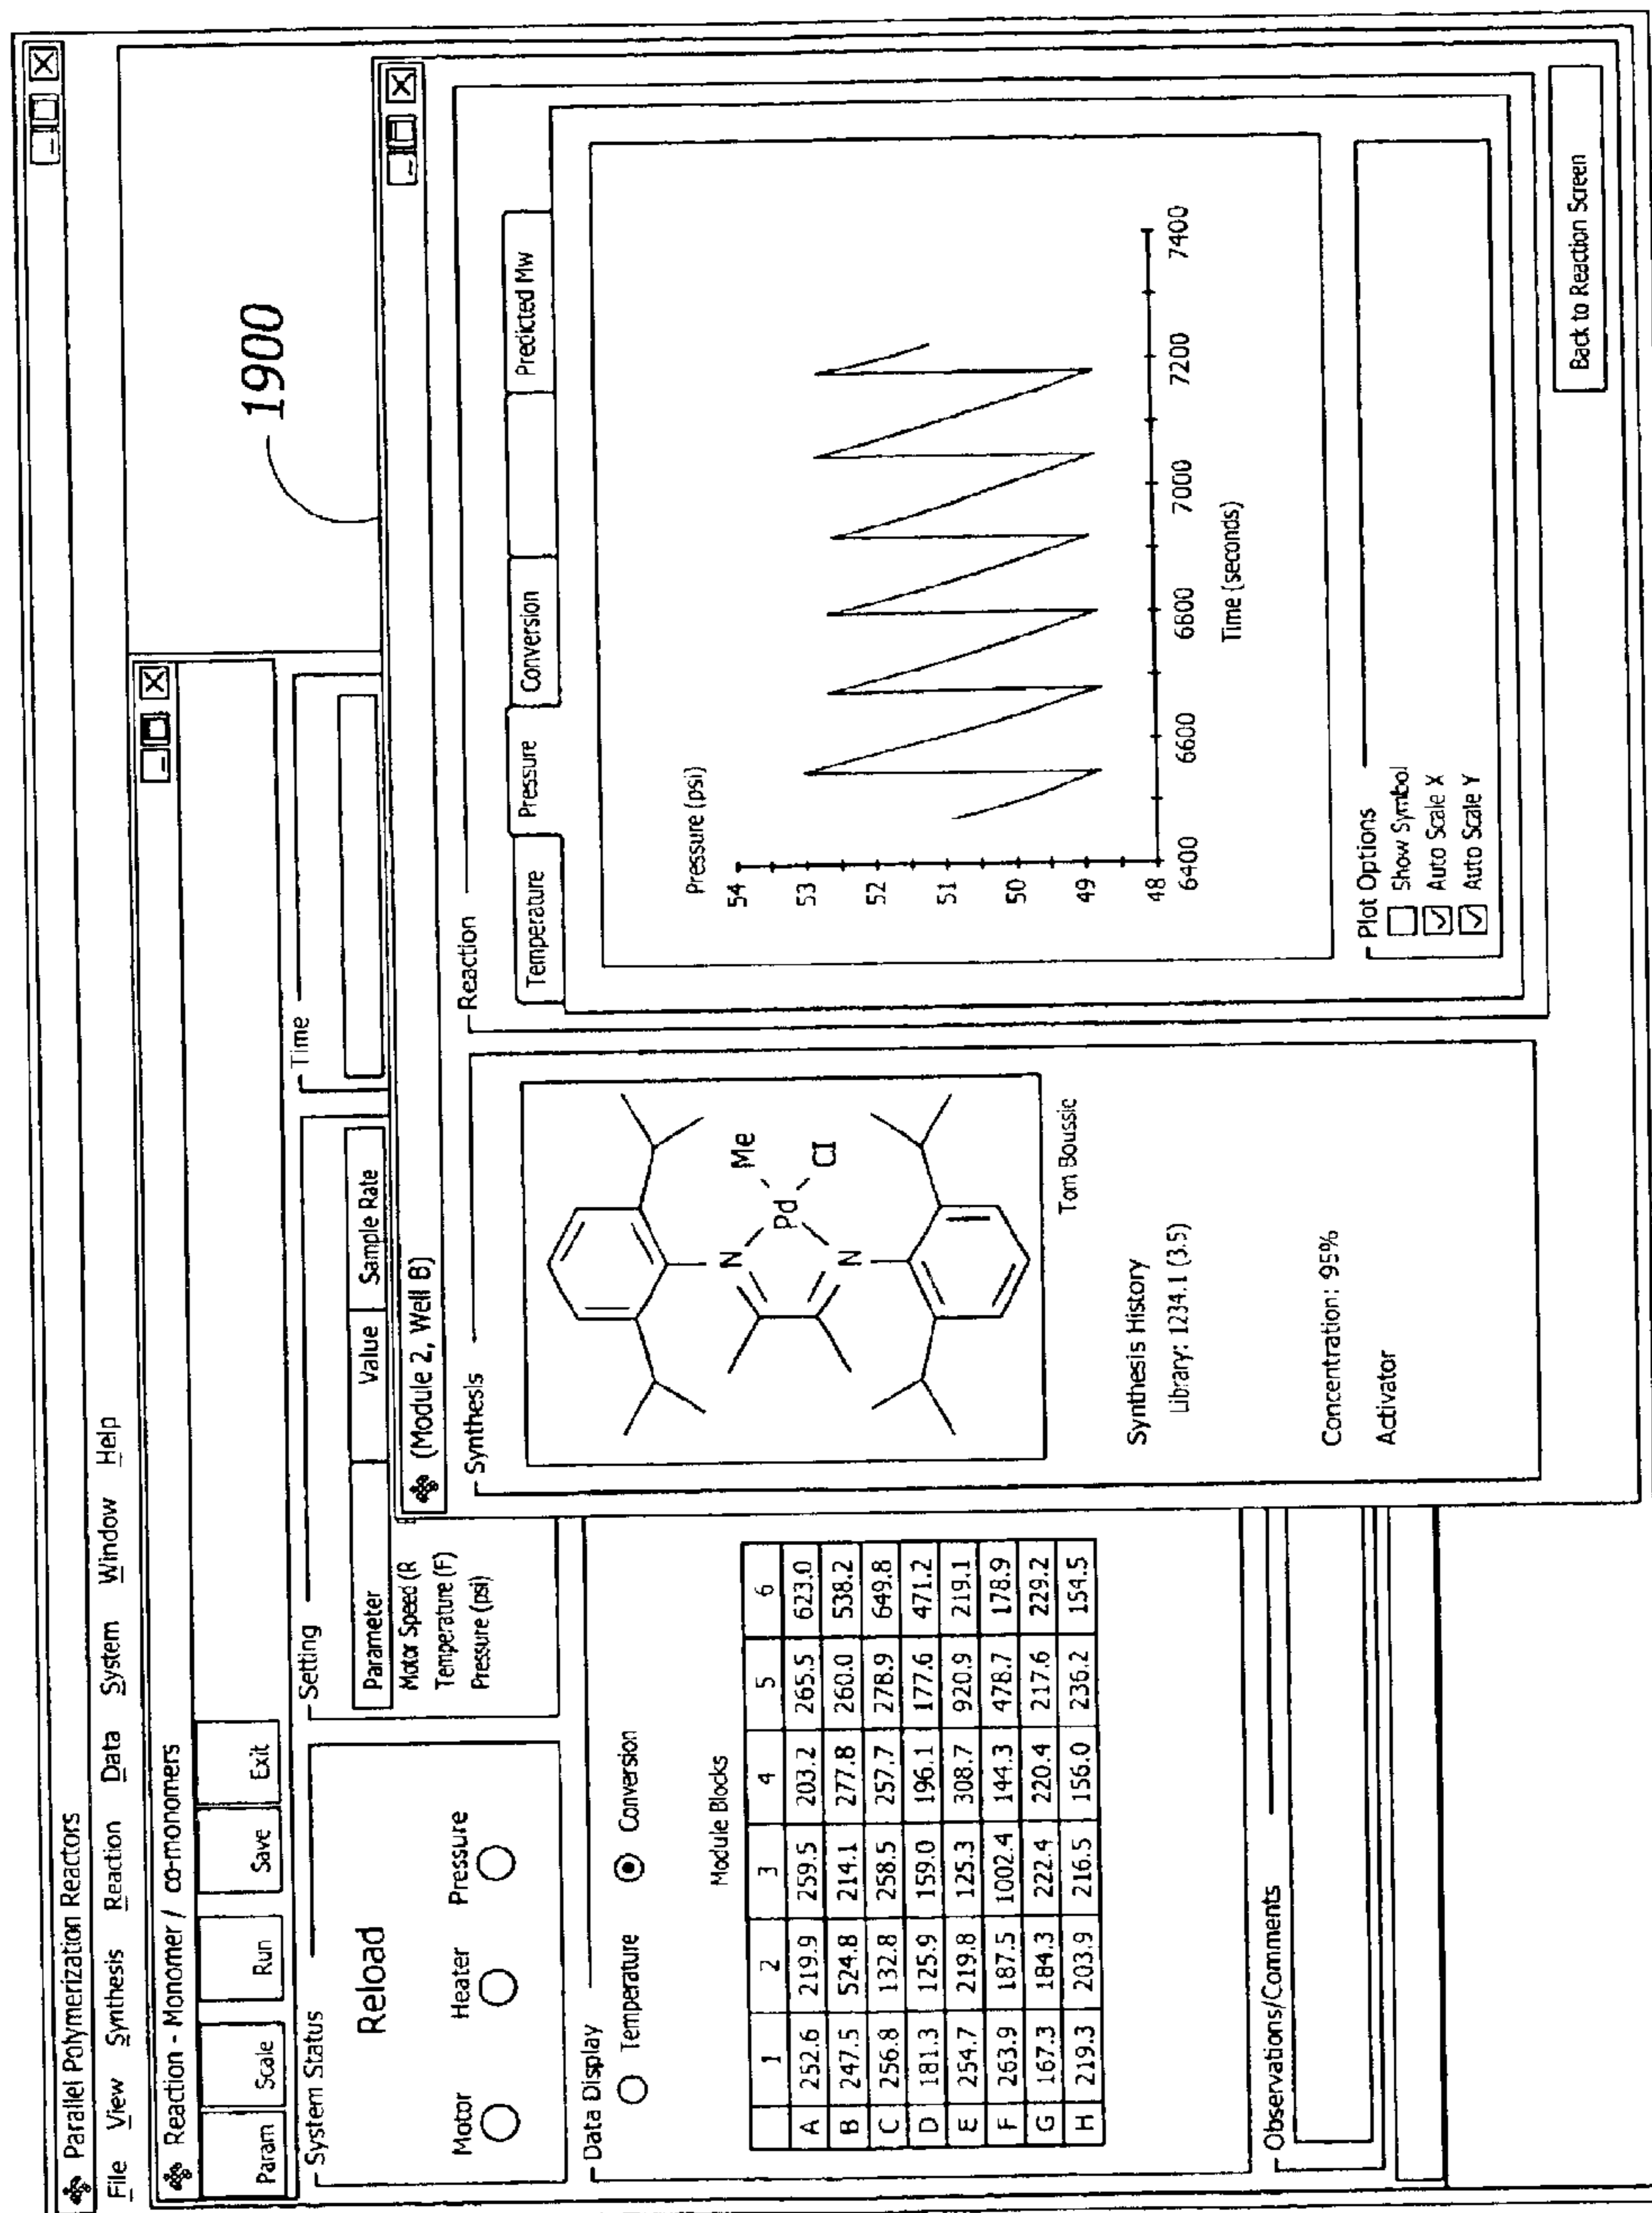 Parallel Polymerization Reactors
File View Synthesis Reaction Data System Window Help
Reaction - Monomer / co-monomers
Param Scale Run Save Exit
System Status
Reload
Motor Heater Pressure
Setting
Parameter Value Sample Rate
Motor Speed (R
Temperature (F)
Pressure (psi)
Time
1900
Data Display
Temperature Conversion
Module Blocks
1 2 3 4 5 6
A 252.6 219.9 259.5 203.2 265.5 623.0
B 247.5 524.8 214.1 277.8 260.0 538.2
C 256.8 132.8 258.5 257.7 278.9 649.8
D 181.3 125.9 159.0 196.1 177.6 471.2
E 254.7 219.8 125.3 308.7 920.9 219.1
F 263.9 187.5 1002.4 144.3 478.7 178.9
G 167.3 184.3 222.4 220.4 217.6 229.2
H 219.3 203.9 216.5 156.0 236.2 154.5
Observations/Comments
(Module 2, Well B)
Synthesis
N
N
Pd
Me
Cl
Tom Boussie
Synthesis History
Library: 1234.1 (3.5)
Concentration: 95%
Activator
Reaction
Temperature Pressure Conversion Predicted Mw
Pressure (psi)
54
53
52
51
50
49
48
6400 6600 6800 7000 7200 7400
Time (seconds)
Plot Options
Show Symbol
Auto Scale X
Auto Scale Y
Back to Reaction Screen